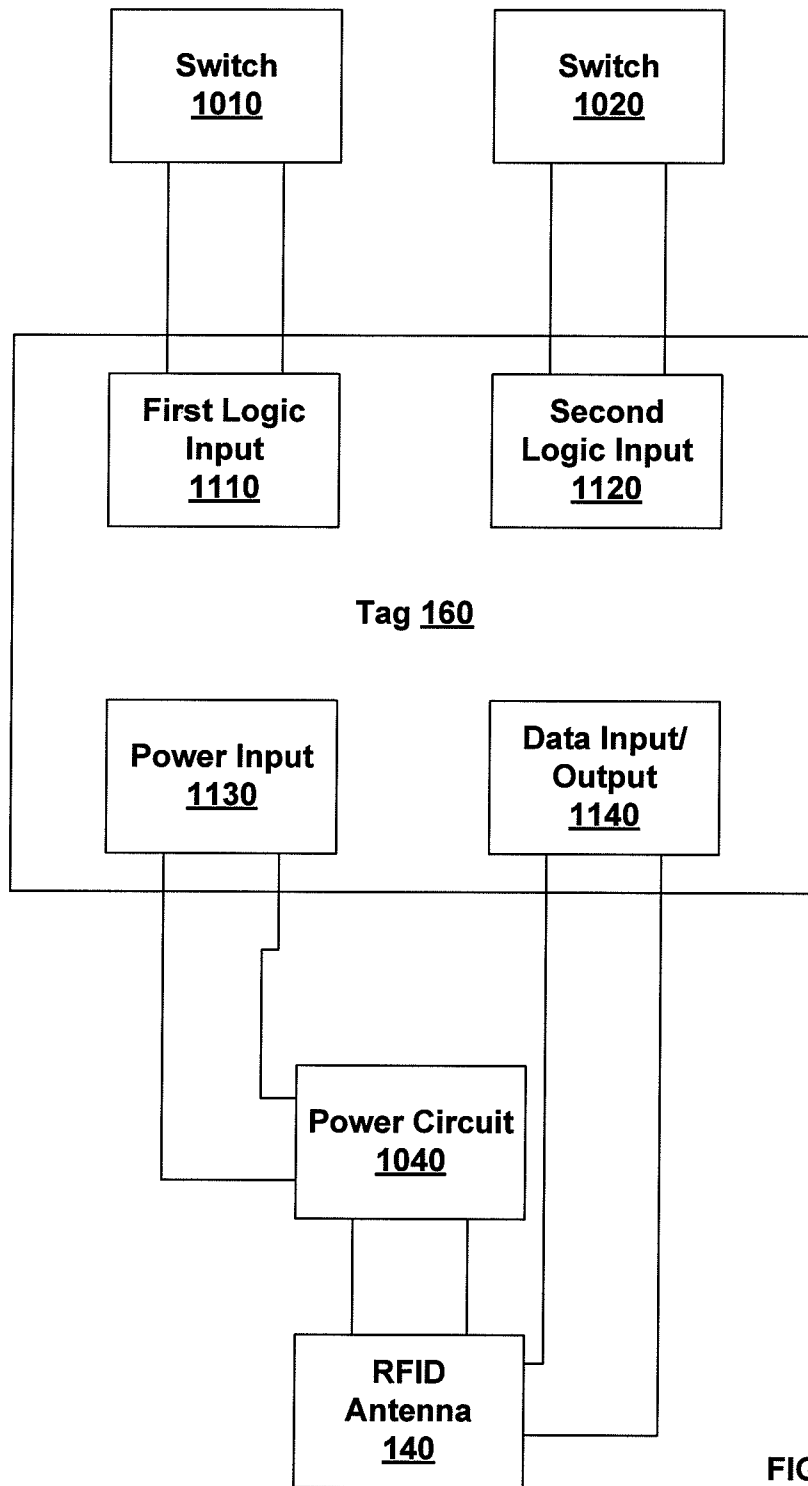 Switch
1010
Switch
1020
First Logic
Input
1110
Second
Logic Input
1120
Tag 160
Power Input
1130
Data Input/
Output
1140
Power Circuit
1040
RFID
Antenna
140
FIG